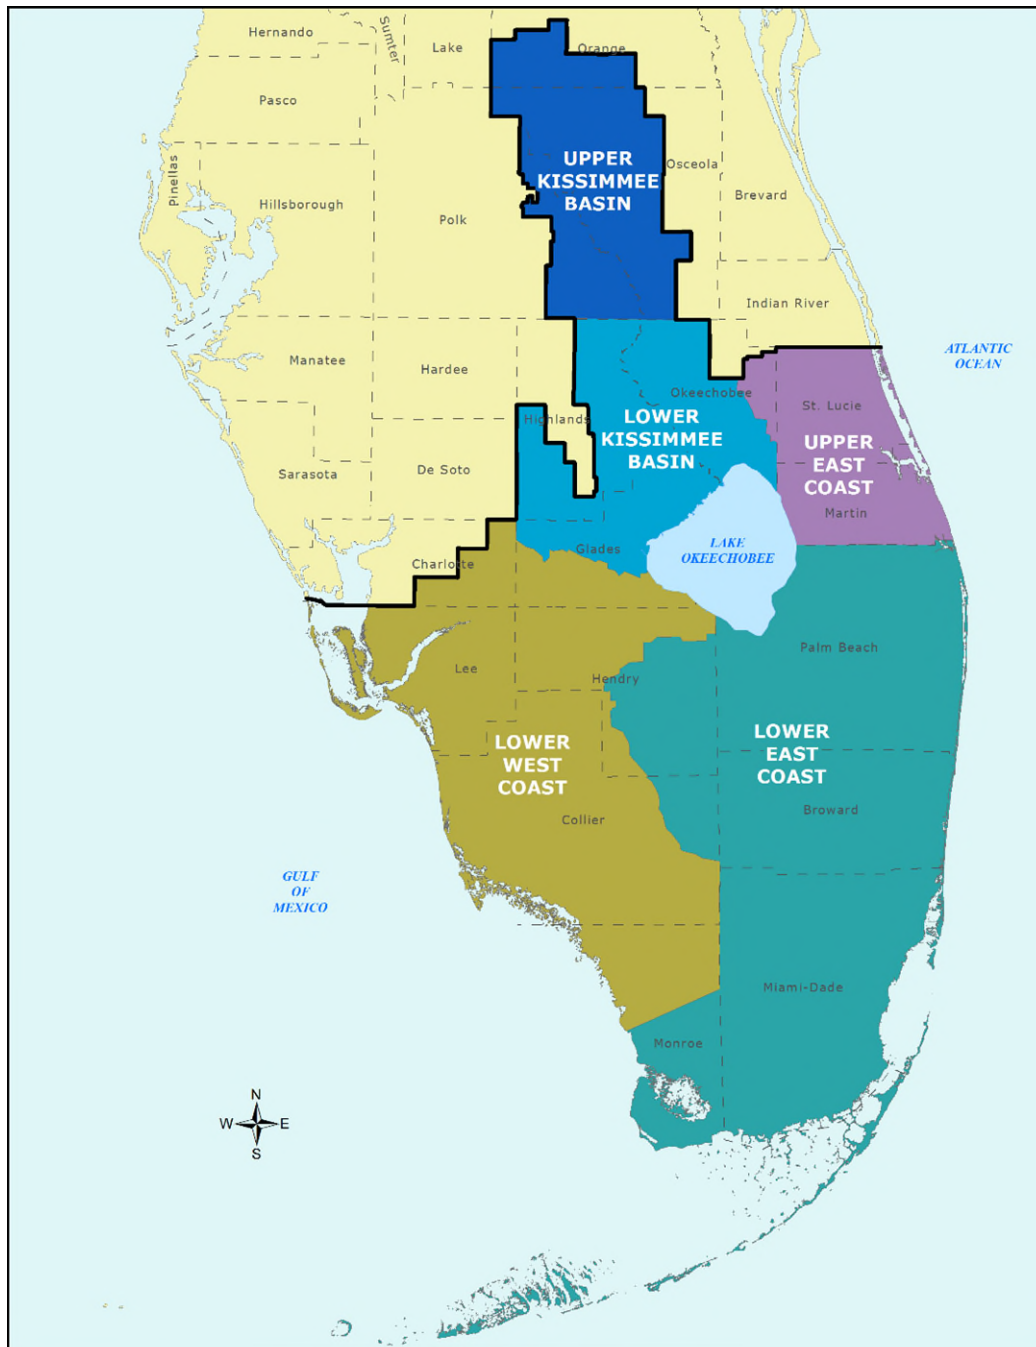 Hernando
Sumter
Lake
Orange
Pasco
Pinellas
Hillsborough
Polk
UPPER
KISSIMMEE
BASIN
Osceola
Brevard
Indian River
Manatee
Hardee
ATLANTIC
OCEAN
Okeechobee
St. Lucie
Highlands
LOWER
KISSIMMEE
BASIN
UPPER
EAST
COAST
Sarasota
De Soto
Martin
LAKE
OKEECHOBEE
Glades
Charlotte
Palm Beach
Lee
Hendry
LOWER
WEST
COAST
LOWER
EAST
COAST
Collier
Broward
GULF
OF
MEXICO
Miami-Dade
Monroe
N
W E
S